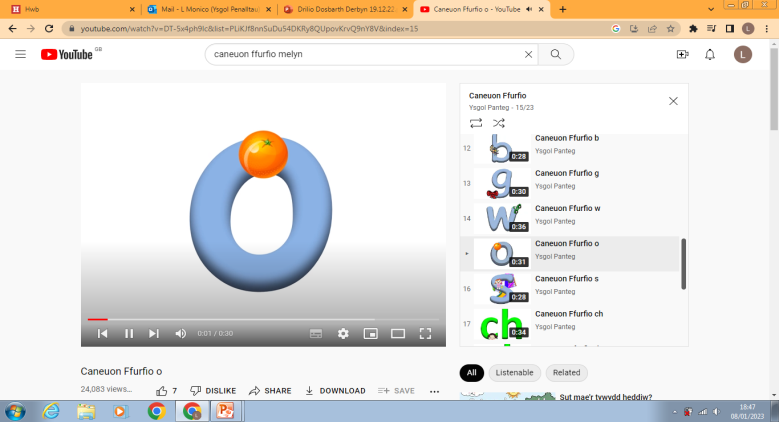 Hwb
Mail - L Monico (Ysgol Penalltau
Drilio Dosbarth Derbyn 19.12.22
Caneuon Ffurfio o - YouTube
youtube.com/watch?v=DT-5x4ph9Ic&list=PLiKJf8nnSuDuS4DKRy8QUpovKrvQ9nY8V&index=15
L
YouTube GB
caneuon ffurfio melyn
L
Caneuon Ffurfio
Ysgol Panteg - 15/23
12
b
0:28
Caneuon Ffurfio b
Ysgol Panteg
13
g
0:30
Caneuon Ffurfio g
Ysgol Panteg
14
w
0:36
Caneuon Ffurfio w
Ysgol Panteg
o
0:31
Caneuon Ffurfio o
Ysgol Panteg
16
s
0:28
Caneuon Ffurfio s
Ysgol Panteg
17
ch
0:34
Caneuon Ffurfio ch
Ysgol Panteg
o
0:01 / 0:30
Caneuon Ffurfio o
24,083 views...
7
DISLIKE
SHARE
DOWNLOAD
SAVE
All
Listenable
Related
Sut mae'r tywydd heddiw?
18:47
08/01/2023